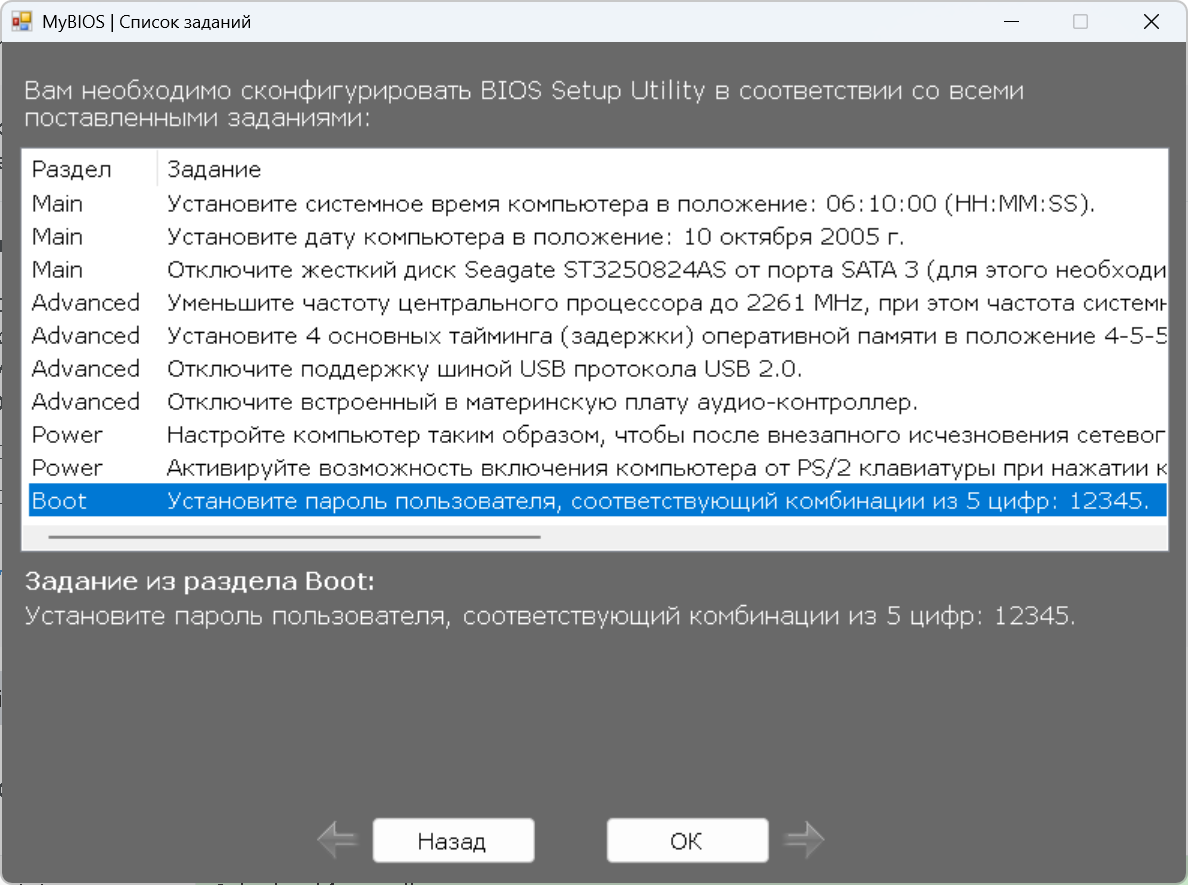 MyBIOS | Список заданий
Вам необходимо сконфигурировать BIOS Setup Utility в соответствии со всеми
поставленными заданиями:
Раздел Задание
Main Установите системное время компьютера в положение: 06:10:00 (HH:MM:SS).
Main Установите дату компьютера в положение: 10 октября 2005 г.
Main Отключите жесткий диск Seagate ST3250824AS от порта SATA 3 (для этого необходи
Advanced Уменьшите частоту центрального процессора до 2261 MHz, при этом частота систем
Advanced Установите 4 основных тайминга (задержки) оперативной памяти в положение 4-5-5
Advanced Отключите поддержку шиной USB протокола USB 2.0.
Advanced Отключите встроенный в материнскую плату аудио-контроллер.
Power Настройте компьютер таким образом, чтобы после внезапного исчезновения сетевог
Power Активируйте возможность включения компьютера от PS/2 клавиатуры при нажатии к
Boot Установите пароль пользователя, соответствующий комбинации из 5 цифр: 12345.
Задание из раздела Boot:
Установите пароль пользователя, соответствующий комбинации из 5 цифр: 12345.
Назад OK